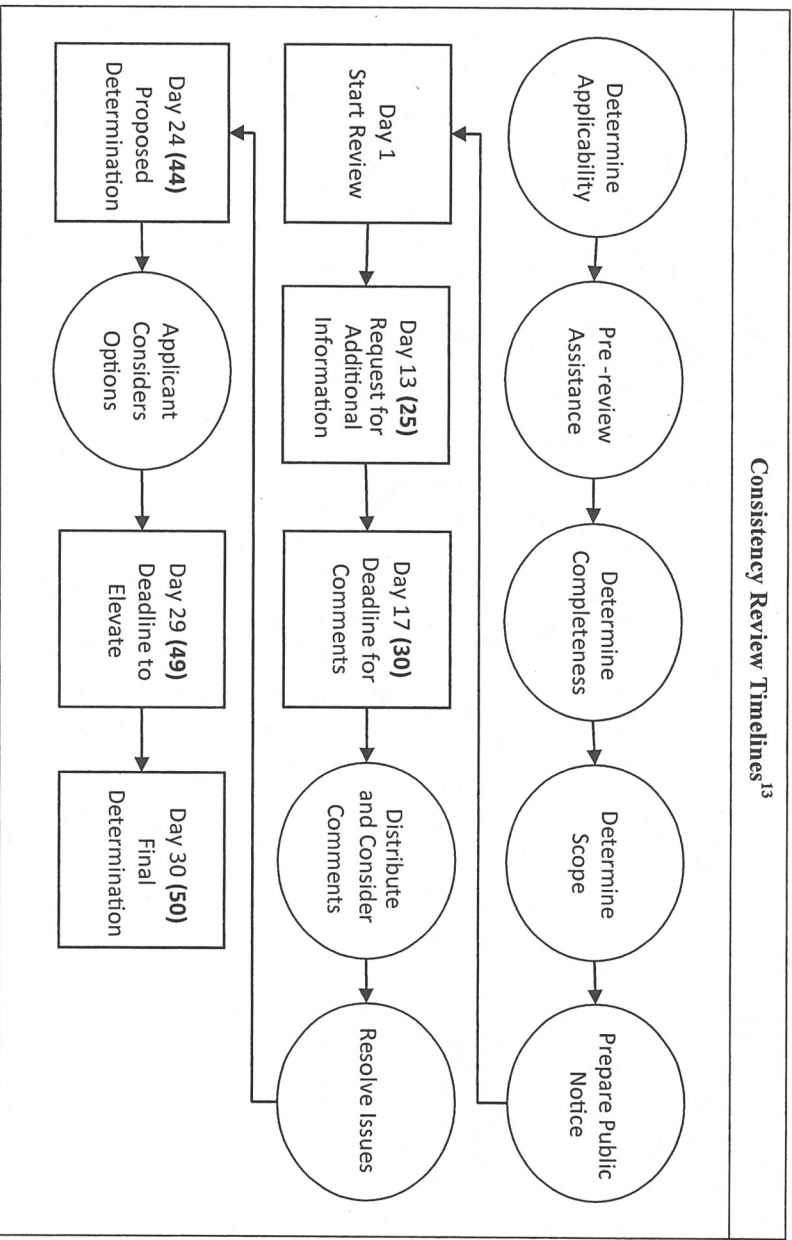 Consistency Review Timelines13
Determine
Applicability
Pre -review
Assistance
Determine
Completeness
Determine
Scope
Prepare Public
Notice
Day 1
Start Review
Day 13 (25)
Request for
Additional
Information
Day 17 (30)
Deadline for
Comments
Distribute
and Consider
Comments
Resolve Issues
Day 24 (44)
Proposed
Determination
Applicant
Considers
Options
Day 29 (49)
Deadline to
Elevate
Day 30 (50)
Final
Determination